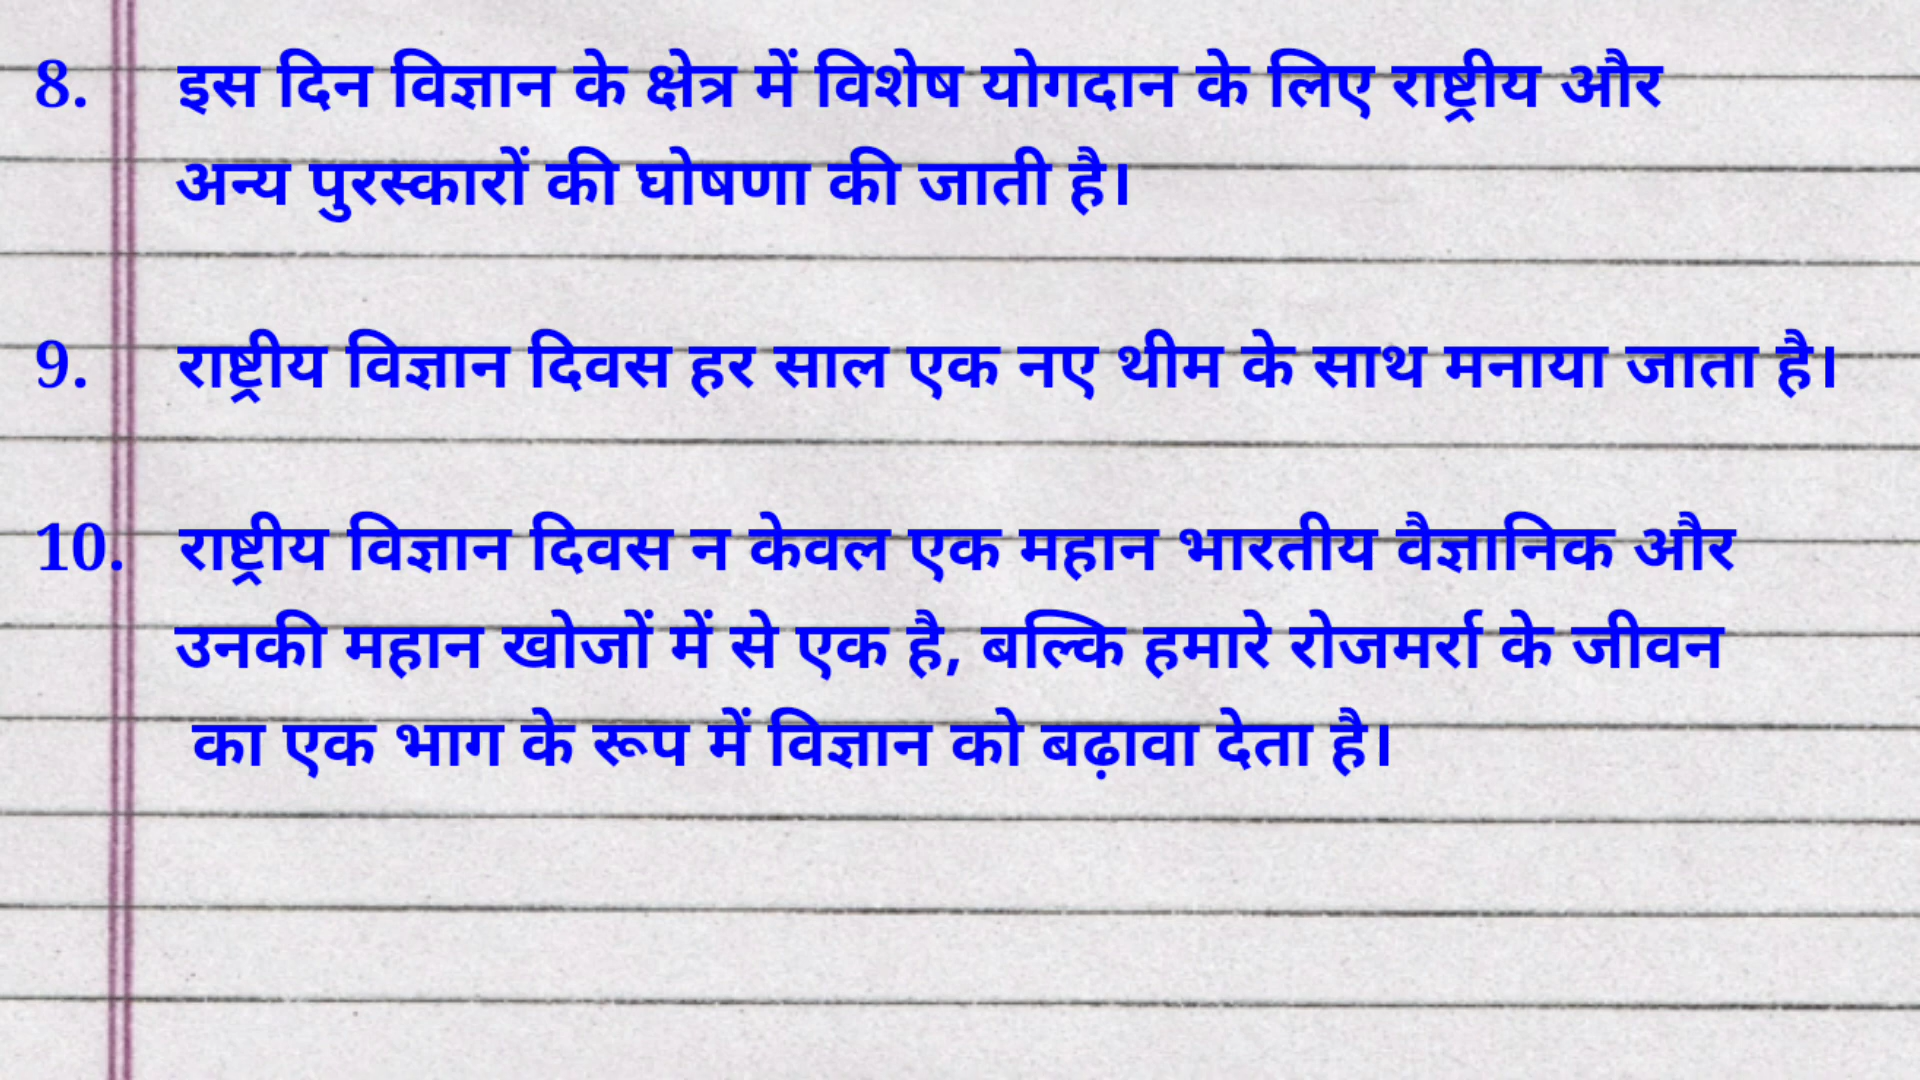 8. इस दिन विज्ञान के क्षेत्र में विशेष योगदान के लिए राष्ट्रीय और
अन्य पुरस्कारों की घोषणा की जाती है।
9. राष्ट्रीय विज्ञान दिवस हर साल एक नए थीम के साथ मनाया जाता है।
10. राष्ट्रीय विज्ञान दिवस न केवल एक महान भारतीय वैज्ञानिक और
उनकी महान खोजों में से एक है, बल्कि हमारे रोजमर्रा के जीवन
का एक भाग के रूप में विज्ञान को बढ़ावा देता है।